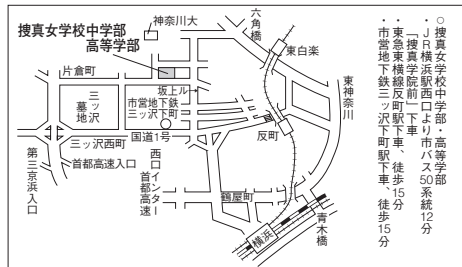 ○捜真女学校中学部・高等学部
・JR横浜駅西口より市バス50系統12分
「捜真学院前」下車
・東急東横線反町駅下車、徒歩15分
・市営地下鉄三ッ沢下町駅下車、徒歩15分
捜真女学校中学部
高等学部
神奈川大
六角橋
東白楽
片倉町
坂上ル
東神奈川
三ッ沢
墓地
市営地下鉄
三ッ沢下町
国道1号
反町
三ッ沢西町
首都高速入口
第三京浜入口
西口インター
首都高速
鶴屋町
青木橋
横浜